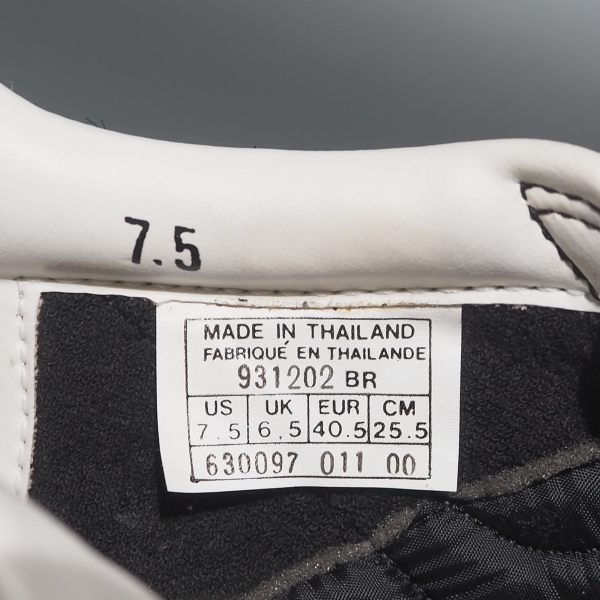 7.5
MADE IN THAILAND
FABRIQUÉ EN THAILANDE
931202 BR
US UK EUR CM
7.5 6.5 40.5 25.5
630097 011 00